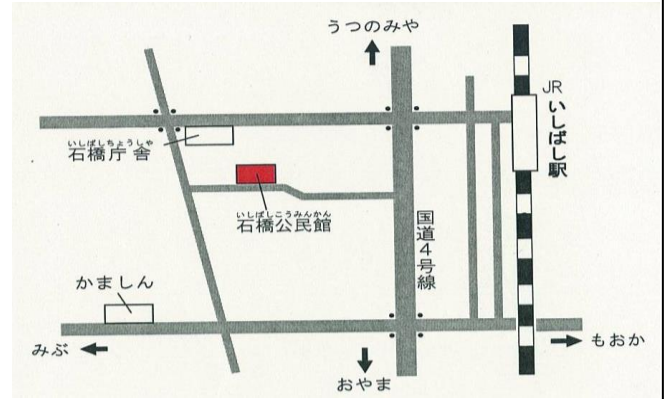 うつのみや
JR
いしばし駅
いしばしちょうしゃ
石橋庁舎
いしばしこうみんかん
石橋公民館
国道4号線
かましん
みぶ
もおか
おやま